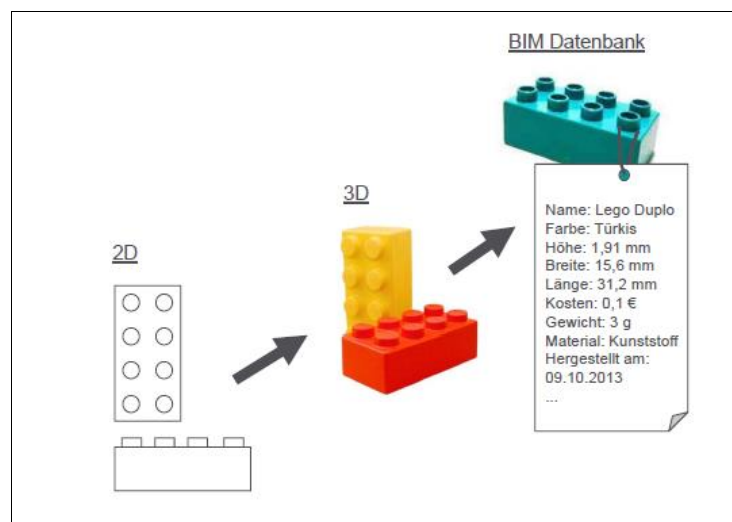 BIM Datenbank
3D
2D
Name: Lego Duplo
Farbe: Türkis
Höhe: 1,91 mm
Breite: 15,6 mm
Länge: 31,2 mm
Kosten: 0,1 €
Gewicht: 3 g
Material: Kunststoff
Hergestellt am:
09.10.2013
...